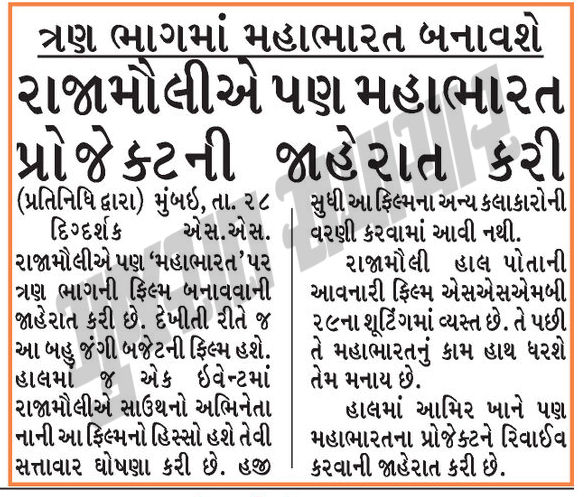 ત્રણ ભાગમાં મહાભારત બનાવશે
રાજામૌલીએ પણ મહાભારત
પ્રોજેક્ટની જાહેરાત કરી
(પ્રતિનિધિ દ્વારા) મુંબઇ, તા. ૨૮
દિગ્દર્શક એસ.એસ.
રાજામૌલીએ પણ ‘મહાભારત’ પર
ત્રણ ભાગની ફિલ્મ બનાવવાની
જાહેરાત કરી છે. દેખીતી રીતે જ
આ બહુ જંગી બજેટની ફિલ્મ હશે.
હાલમાં જ એક ઇવેન્ટમાં
રાજામૌલીએ સાઉથનો અભિનેતા
નાની આ ફિલ્મનો હિસ્સો હશે તેવી
સત્તાવાર ઘોષણા કરી છે. હજી
સુધી આ ફિલ્મના અન્ય કલાકારોની
વરણી કરવામાં આવી નથી.
રાજામૌલી હાલ પોતાની
આવનારી ફિલ્મ એસએસએમબી
૨૯ના શૂટિંગમાં વ્યસ્ત છે. તે પછી
તે મહાભારતનું કામ હાથ ધરશે
તેમ મનાય છે.
હાલમાં આમિર ખાને પણ
મહાભારતના પ્રોજેક્ટને રિવાઈવ
કરવાની જાહેરાત કરી છે.
ગુજરાત સમાચાર